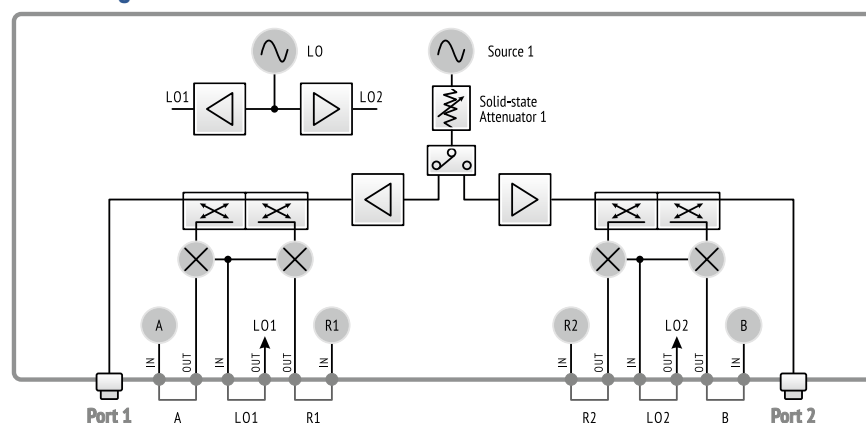 LO
Source 1
LO1
LO2
Solid-state
Attenuator 1
A
LO1
R1
R2
LO2
B
IN
OUT
IN
OUT
OUT
IN
IN
OUT
IN
OUT
OUT
IN
Port 1
A
LO1
R1
R2
LO2
B
Port 2